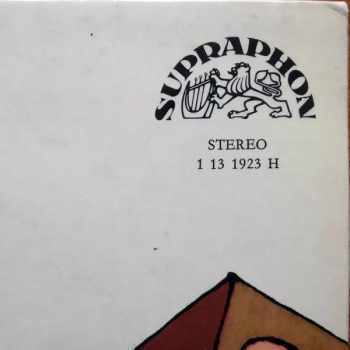 SUPRAPHON
STEREO
1 13 1923 H